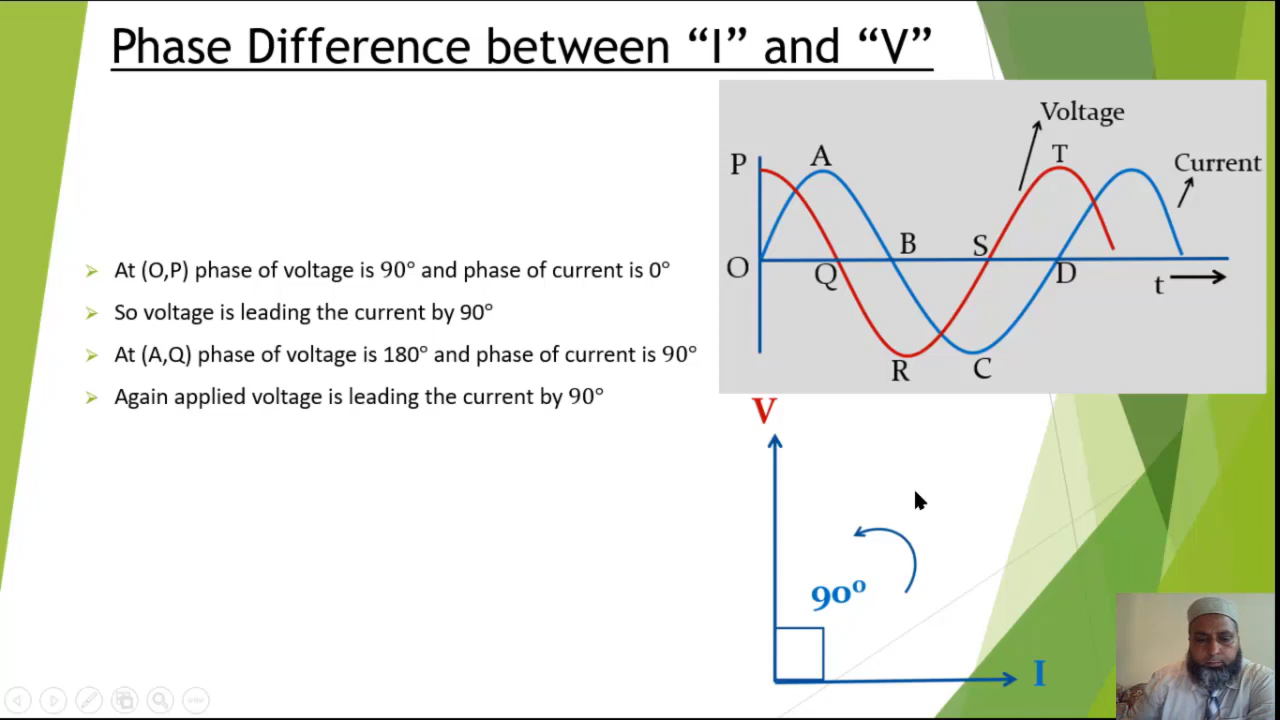 Phase Difference between “I” and “V”
At (O,P) phase of voltage is 90° and phase of current is 0°
So voltage is leading the current by 90°
At (A,Q) phase of voltage is 180° and phase of current is 90°
Again applied voltage is leading the current by 90°
Voltage
P
A
T
Current
B
S
O
Q
D
t
R
C
V
90º
I